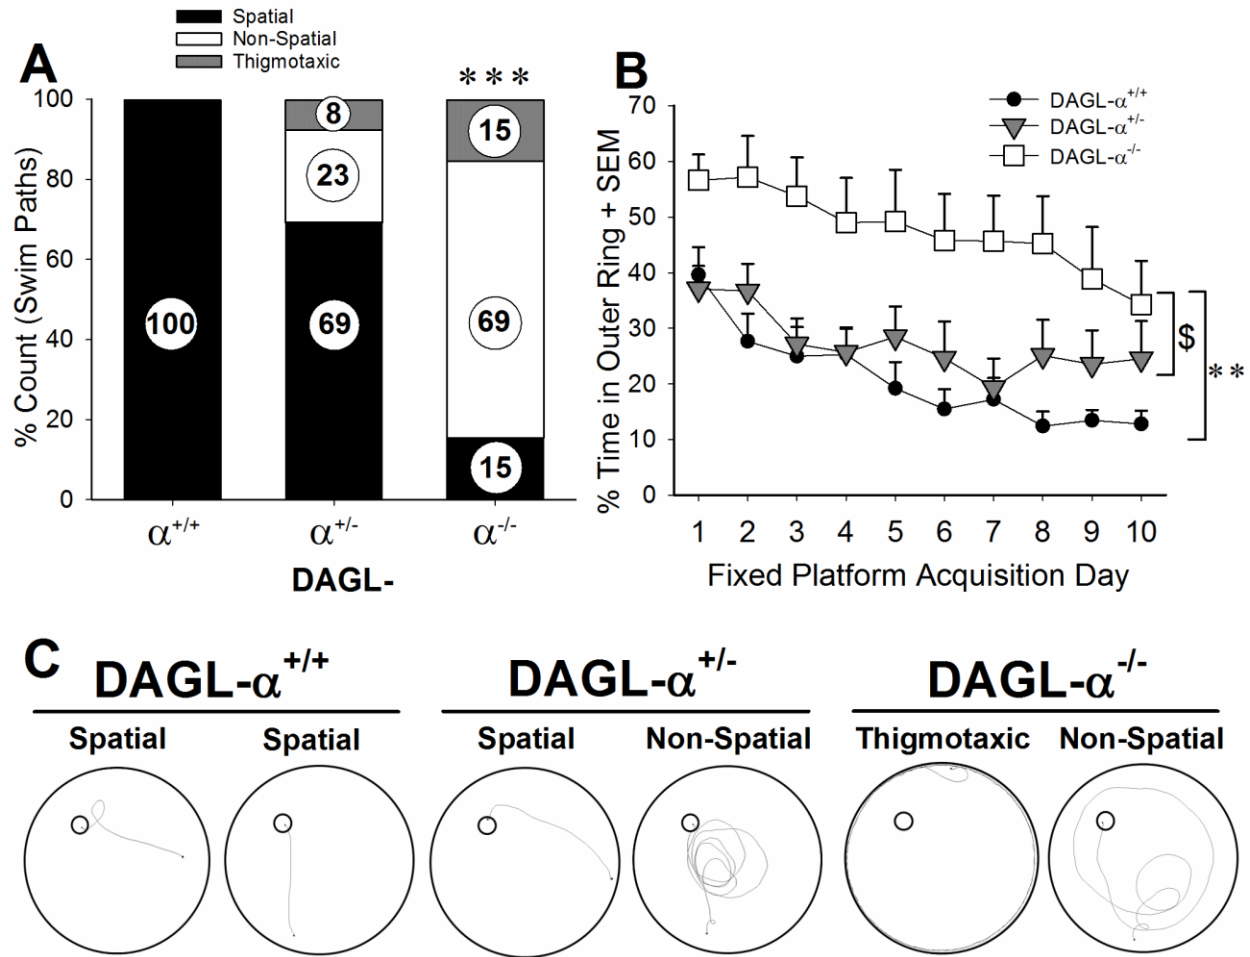 A
Spatial
Non-Spatial
Thigmotaxic
***
% Count (Swim Paths)
100
80
60
40
20
0
100
8
23
69
15
69
15
α+/+
α+/-
α-/-
DAGL-
B
DAGL-α+/+
DAGL-α+/-
DAGL-α-/-
% Time in Outer Ring + SEM
70
60
50
40
30
20
10
0
$
**
1 2 3 4 5 6 7 8 9 10
Fixed Platform Acquisition Day
C
DAGL-α+/+ DAGL-α+/- DAGL-α-/-
Spatial Spatial Spatial Non-Spatial Thigmotaxic Non-Spatial